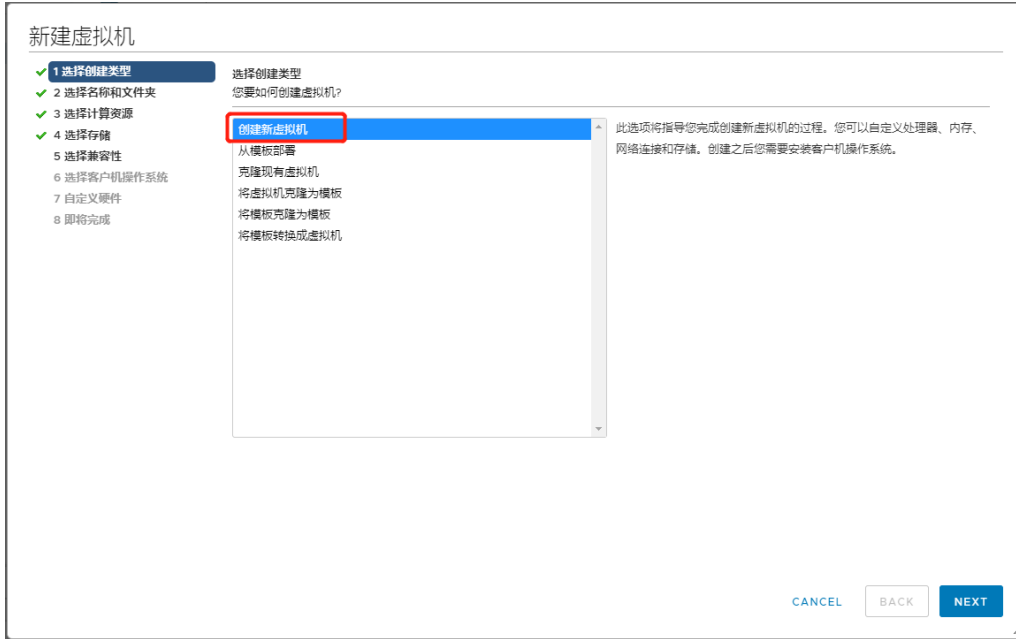 新建虚拟机
1 选择创建类型
2 选择名称和文件夹
3 选择计算资源
4 选择存储
5 选择兼容性
6 选择客户机操作系统
7 自定义硬件
8 即将完成
选择创建类型
您要如何创建虚拟机?
创建新虚拟机
从模板部署
克隆现有虚拟机
将虚拟机克隆为模板
将模板克隆为模板
将模板转换成虚拟机
此选项将指导您完成创建新虚拟机的过程。您可以自定义处理器、内存、
网络连接和存储。创建之后您需要安装客户机操作系统。
CANCEL
BACK
NEXT